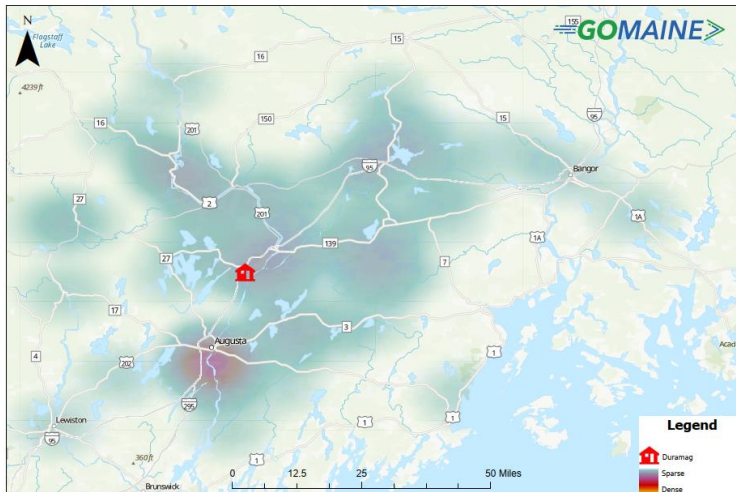 N
Flagstaff
Lake
GOMAINE
155
15
16
4239 ft
95
150
15
16
201
95
Bangor
27
2
201
1A
139
1A
27
7
17
3
Augusta
Acac
1
4
202
1
295
Lewiston
95
360 ft
1
1
Brunswick
0 12.5 25 50 Miles
Legend
Duramag
Sparse
Dense